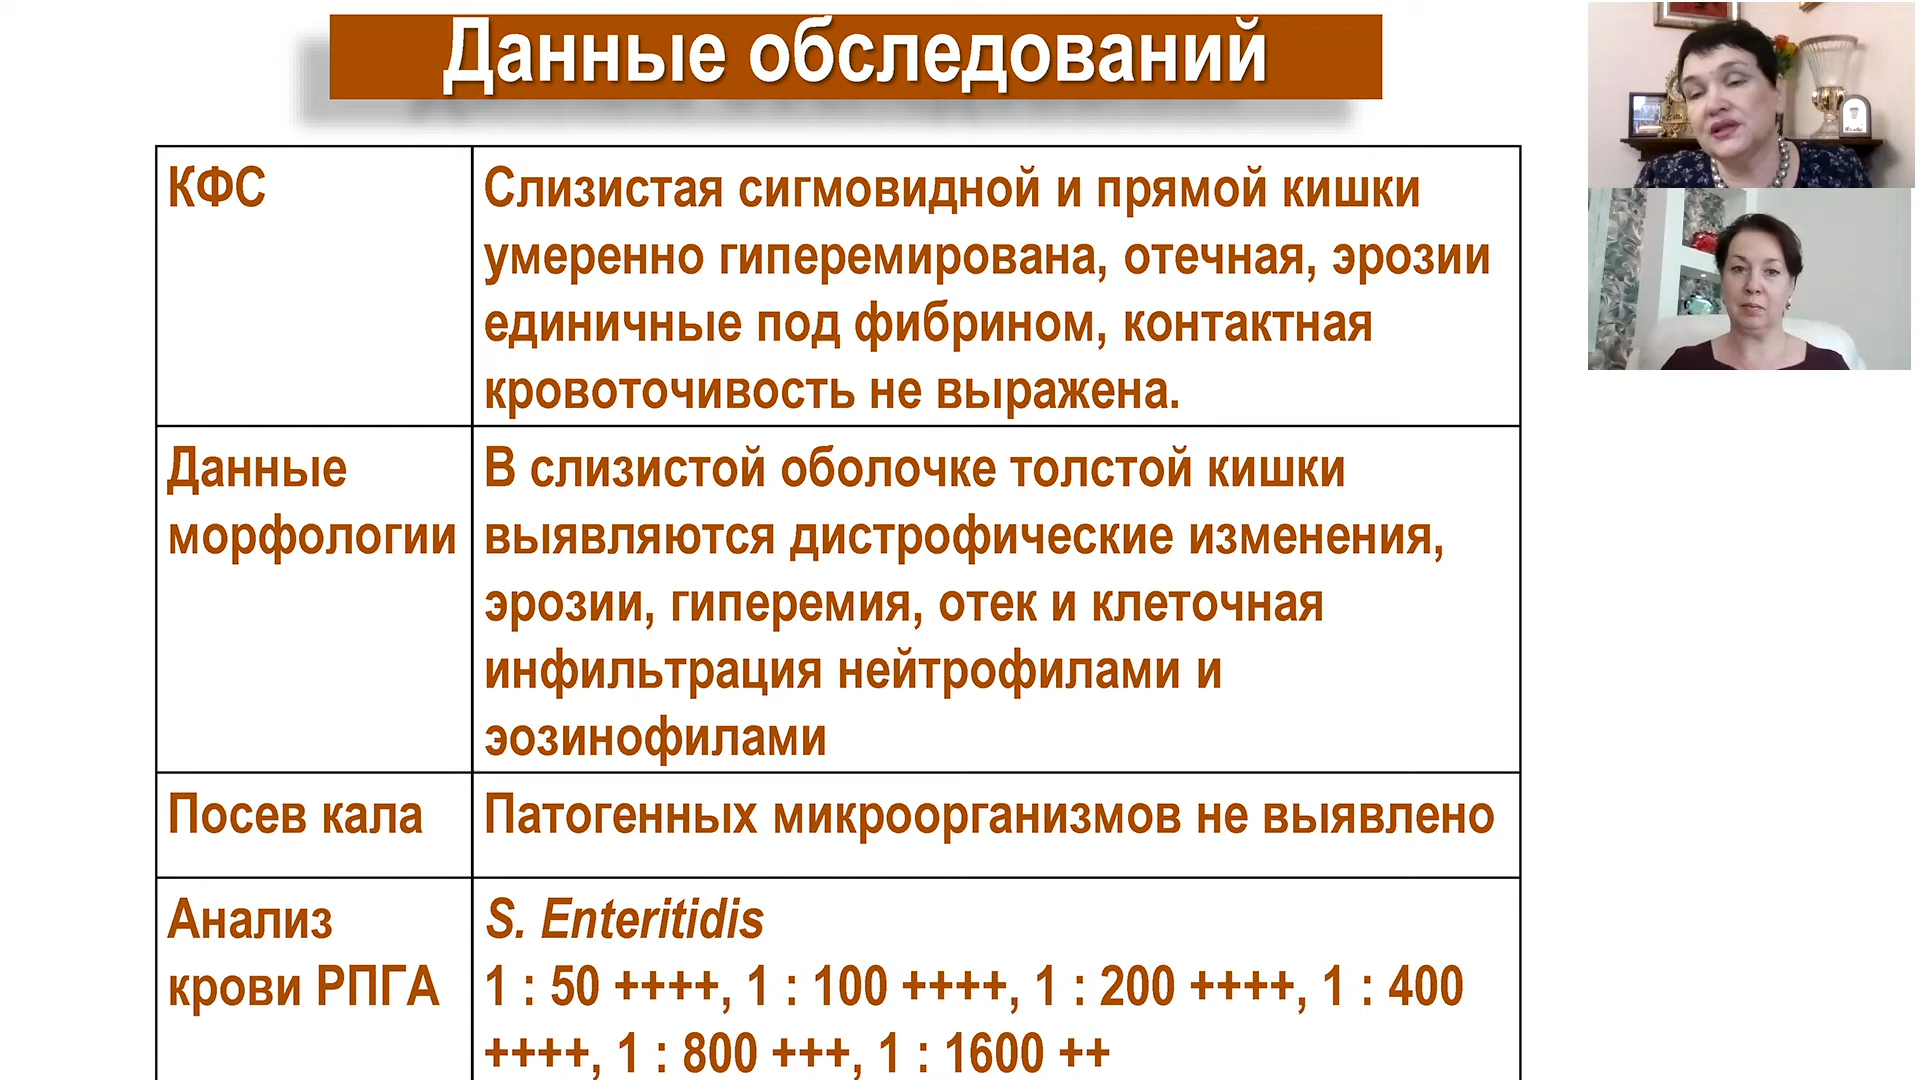 Данные обследований
КФС
Слизистая сигмовидной и прямой кишки
умеренно гиперемирована, отечная, эрозии
единичные под фибрином, контактная
кровоточивость не выражена.
Данные
морфологии
В слизистой оболочке толстой кишки
выявляются дистрофические изменения,
эрозии, гиперемия, отек и клеточная
инфильтрация нейтрофилами и
эозинофилами
Посев кала
Патогенных микроорганизмов не выявлено
Анализ
крови РПГА
S. Enteritidis
1 : 50 ++++, 1 : 100 ++++, 1 : 200 ++++, 1 : 400
++++, 1 : 800 +++, 1 : 1600 ++